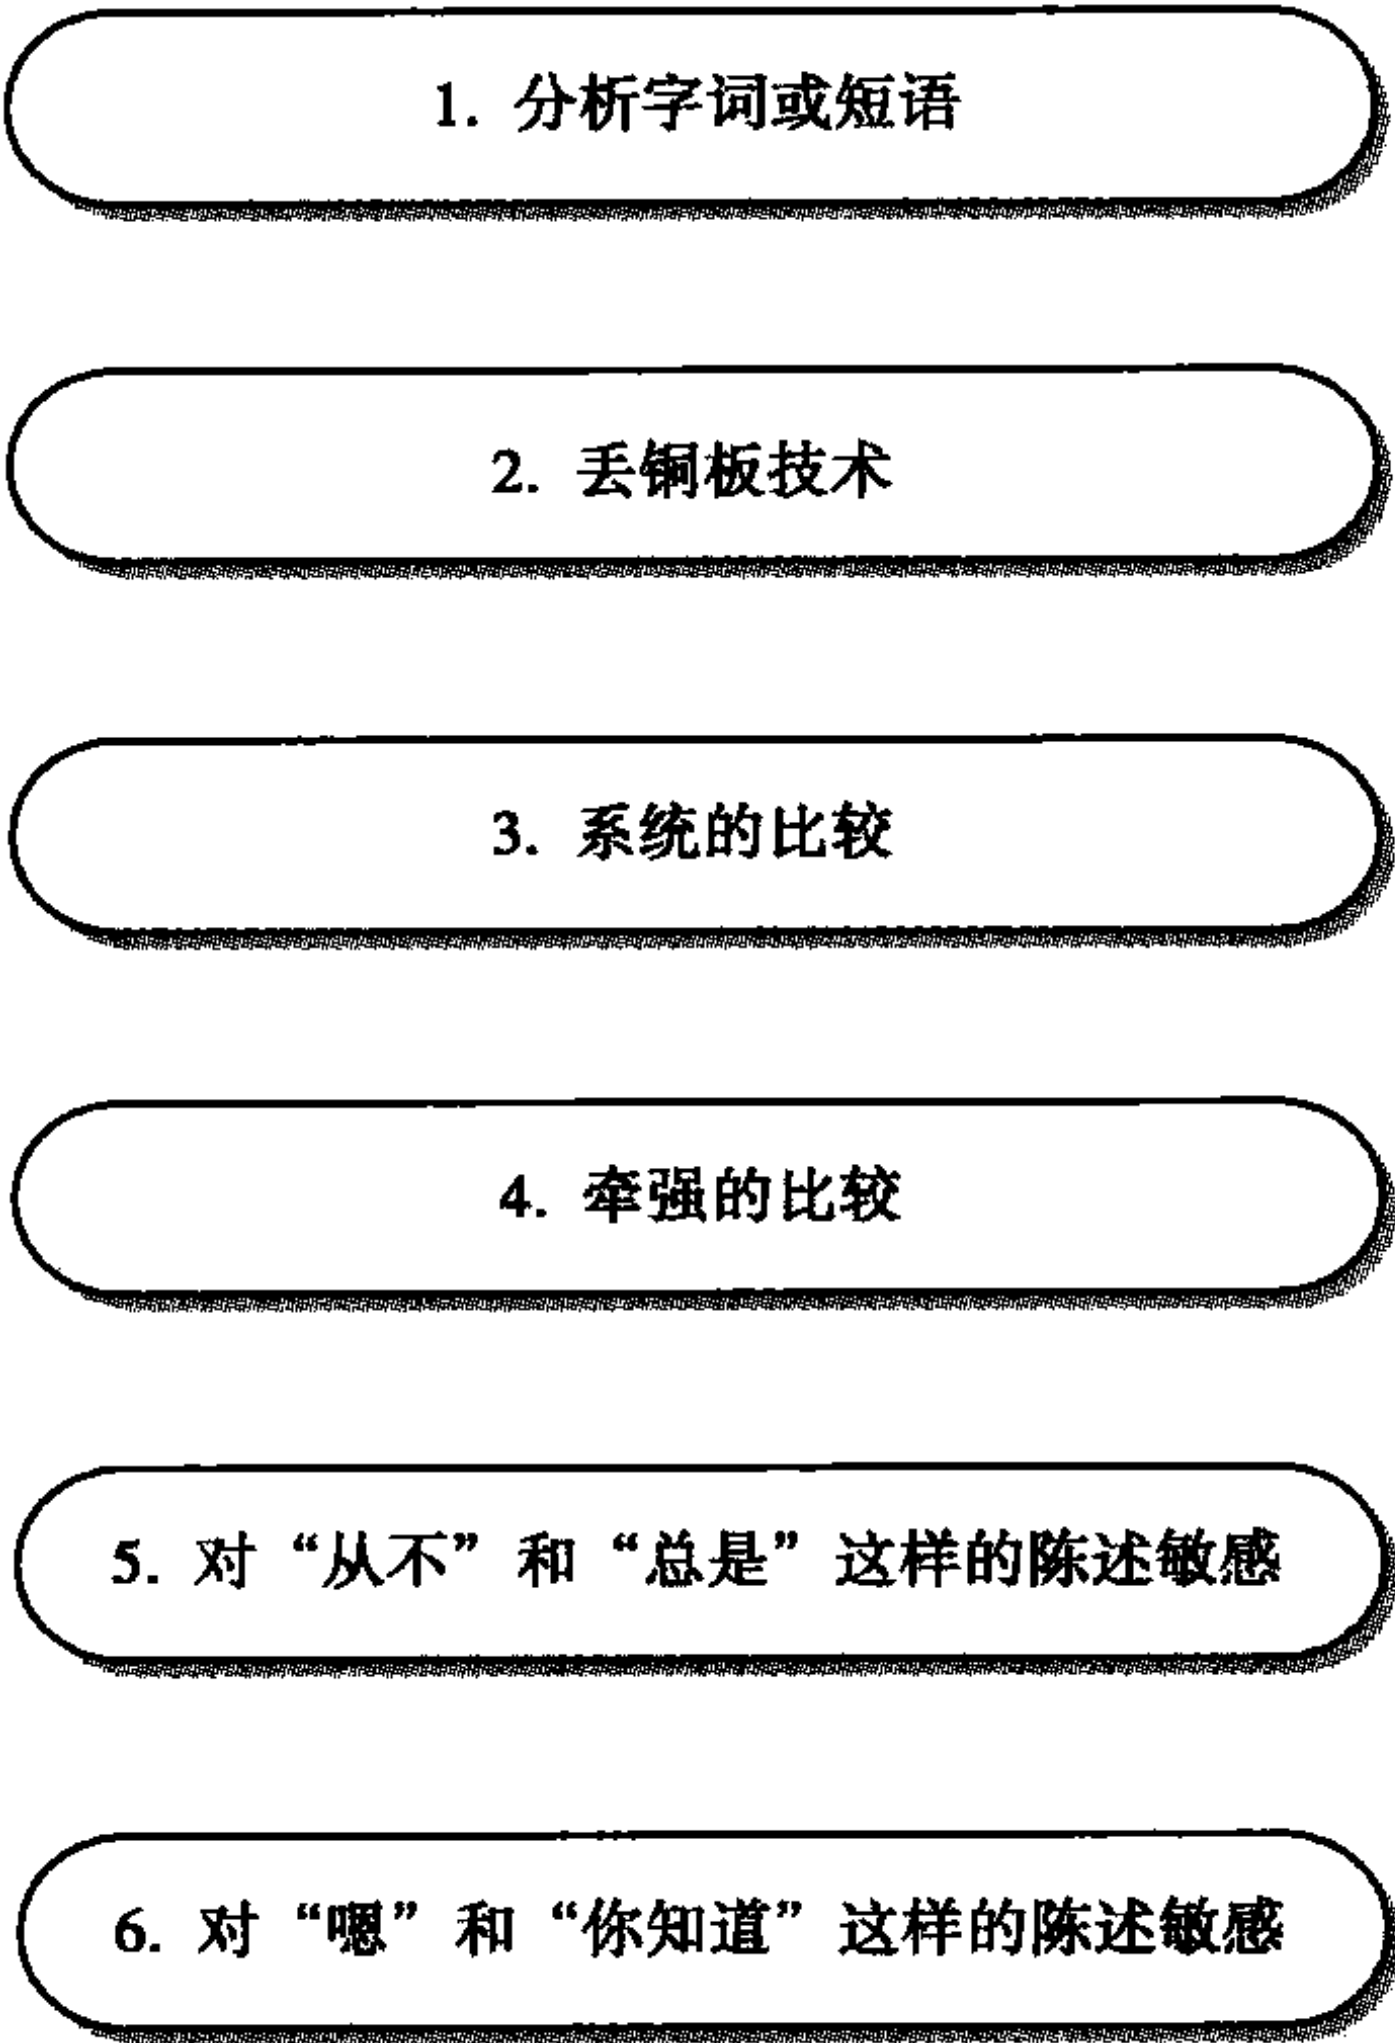 1. 分析字词或短语
2. 丢铜板技术
3. 系统的比较
4. 牵强的比较
5. 对“从不”和“总是”这样的陈述敏感
6. 对“嗯”和“你知道”这样的陈述敏感